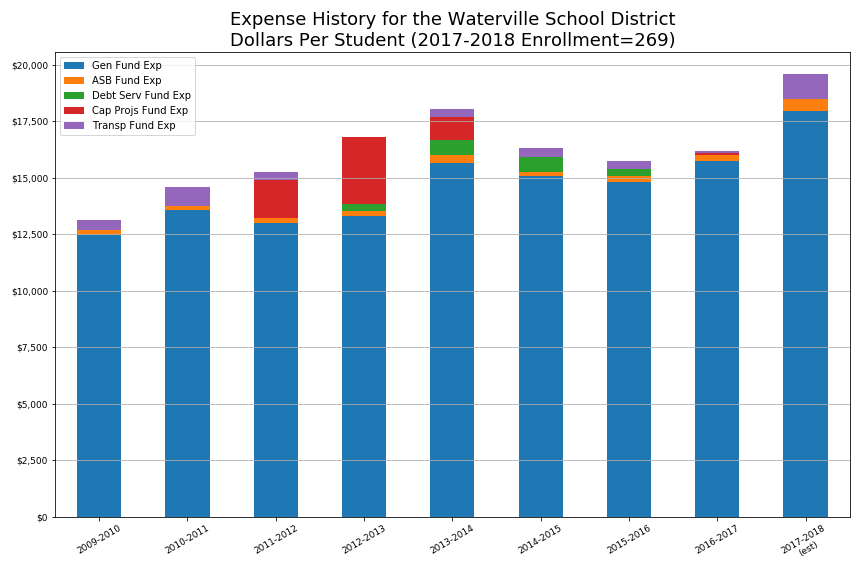 Expense History for the Waterville School District
Dollars Per Student (2017-2018 Enrollment=269)
Gen Fund Exp
ASB Fund Exp
Debt Serv Fund Exp
Cap Projs Fund Exp
Transp Fund Exp
$20,000
$17,500
$15,000
$12,500
$10,000
$7,500
$5,000
$2,500
$0
2009-2010
2010-2011
2011-2012
2012-2013
2013-2014
2014-2015
2015-2016
2016-2017
2017-2018
(est)